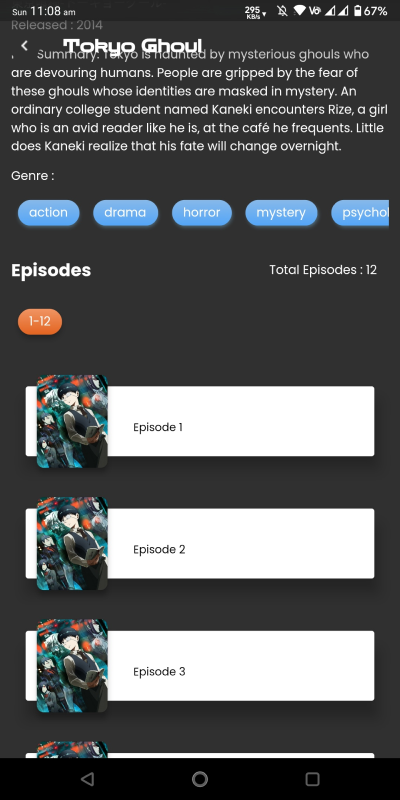 Sun 11:08 am
295 KB/s
Vo
67%
Released : 2014
Tokyo Ghoul
Summary: Tokyo is haunted by mysterious ghouls who
are devouring humans. People are gripped by the fear of
these ghouls whose identities are masked in mystery. An
ordinary college student named Kaneki encounters Rize, a girl
who is an avid reader like he is, at the café he frequents. Little
does Kaneki realize that his fate will change overnight.
Genre :
action drama horror mystery psychol
Episodes
Total Episodes : 12
1-12
Episode 1
Episode 2
Episode 3